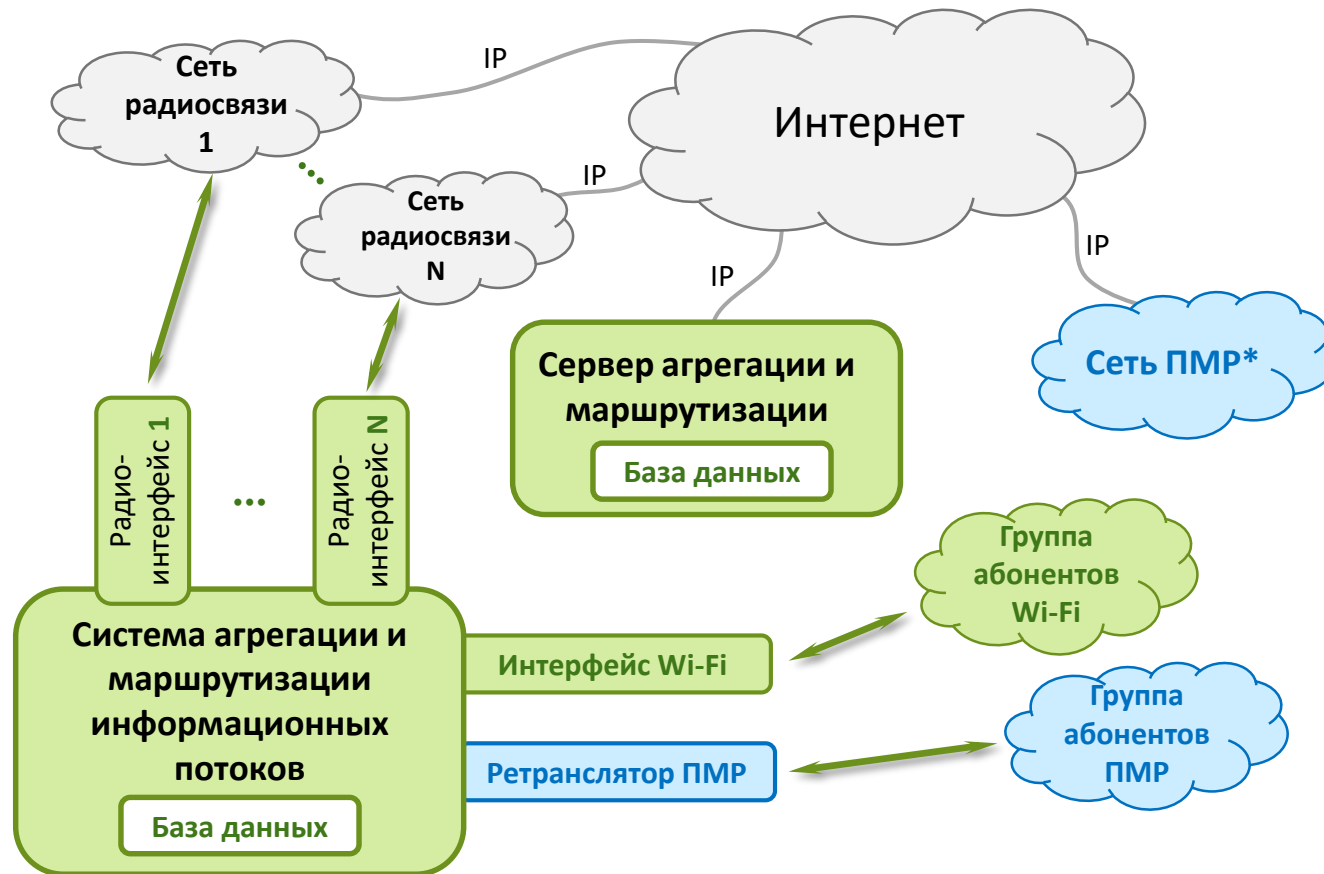 Сеть
радиосвязи
1
IP
Интернет
...
Сеть
радиосвязи
N
IP
IP
IP
Сеть ПМР*
Сервер агрегации и
маршрутизации
База данных
Радио-
интерфейс 1
...
Радио-
интерфейс N
Группа
абонентов
Wi-Fi
Система агрегации и
маршрутизации
информационных
потоков
База данных
Интерфейс Wi-Fi
Ретранслятор ПМР
Группа
абонентов
ПМР